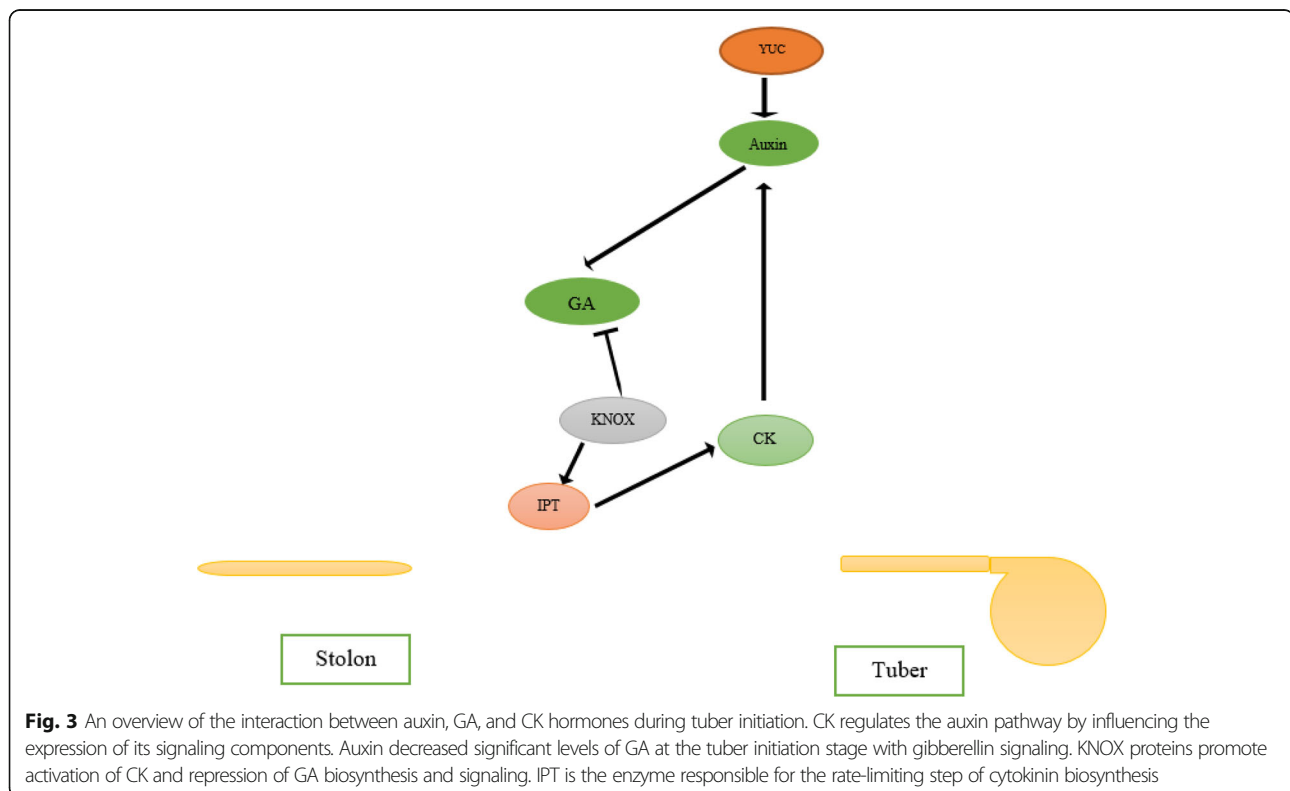 YUC
Auxin
GA
KNOX
CK
IPT
Stolon
Tuber
Fig. 3 An overview of the interaction between auxin, GA, and CK hormones during tuber initiation. CK regulates the auxin pathway by influencing the
expression of its signaling components. Auxin decreased significant levels of GA at the tuber initiation stage with gibberellin signaling. KNOX proteins promote
activation of CK and repression of GA biosynthesis and signaling. IPT is the enzyme responsible for the rate-limiting step of cytokinin biosynthesis